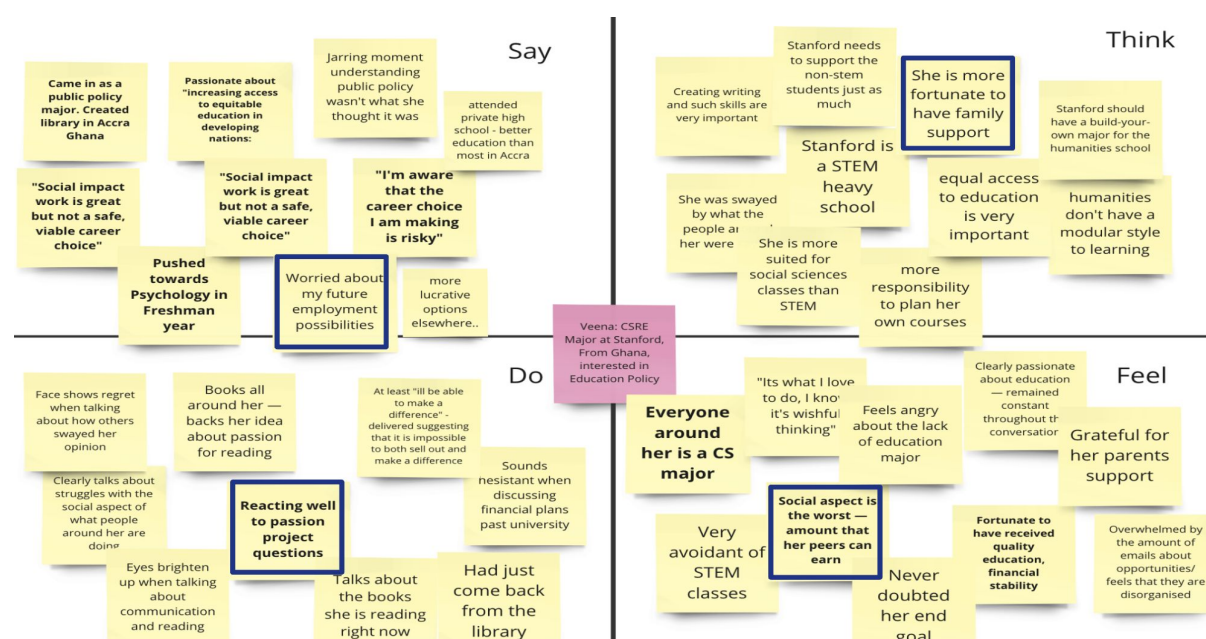 Say
Came in as a
public policy
major. Created
library in Accra
Ghana
Passionate about
"increasing access
to equitable
education in
developing
nations:
Jarring moment
understanding
public policy
wasn't what she
thought it was
attended
private high
school - better
education than
most in Accra
"Social impact
work is great
but not a safe,
viable career
choice"
"Social impact
work is great
but not a safe,
viable career
choice"
"I'm aware
that the
career choice
I am making
is risky"
Pushed
towards
Psychology in
Freshman
year
Worried about
my future
employment
possibilities
more
lucrative
options
elsewhere..
Think
Creating writing
and such skills are
very important
Stanford needs
to support the
non-stem
students just as
much
She is more
fortunate to
have family
support
Stanford should
have a build-your-
own major for the
humanities school
She was swayed
by what the
people
her were
Stanford is
a STEM
heavy
school
equal access
to education
is very
important
humanities
don't have a
modular style
to learning
She is more
suited for
social sciences
classes than
STEM
more
responsibility
to plan her
own courses
Veena: CSRE
Major at Stanford,
From Ghana,
interested in
Education Policy
Do
Face shows regret
when talking
about how others
swayed her
opinion
Books all
around her —
backs her idea
about passion
for reading
At least "ill be able
to make a
difference" -
delivered suggesting
that it is impossible
to both sell out and
make a difference
Clearly talks about
struggles with the
social aspect of
what people
around her are
doing
Reacting well
to passion
project
questions
Sounds
hesistant when
discussing
financial plans
past university
Eyes brighten
up when talking
about
communication
and reading
Talks about
the books
she is reading
right now
Had just
come back
from the
library
Feel
Everyone
around
her is a CS
major
"Its what I love
to do, I know
it's wishful
thinking"
Feels angry
about the lack
of education
major
Clearly passionate
about education
— remained
constant
throughout the
conversation
Grateful for
her parents
support
Very
avoidant of
STEM
classes
Social aspect is
the worst —
amount that
her peers can
earn
Never
doubted
her end
goal
Fortunate to
have received
quality
education,
financial
stability
Overwhelmed by
the amount of
emails about
opportunities/
feels that they are
disorganised